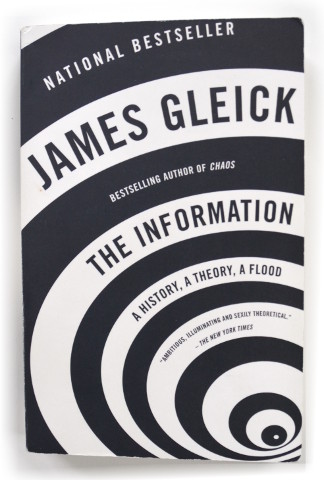 NATIONAL BESTSELLER
JAMES GLEICK
BESTSELLING AUTHOR OF CHAOS
THE INFORMATION
A HISTORY, A THEORY, A FLOOD
"AMBITIOUS, ILLUMINATING AND SEXILY THEORETICAL."
– THE NEW YORK TIMES